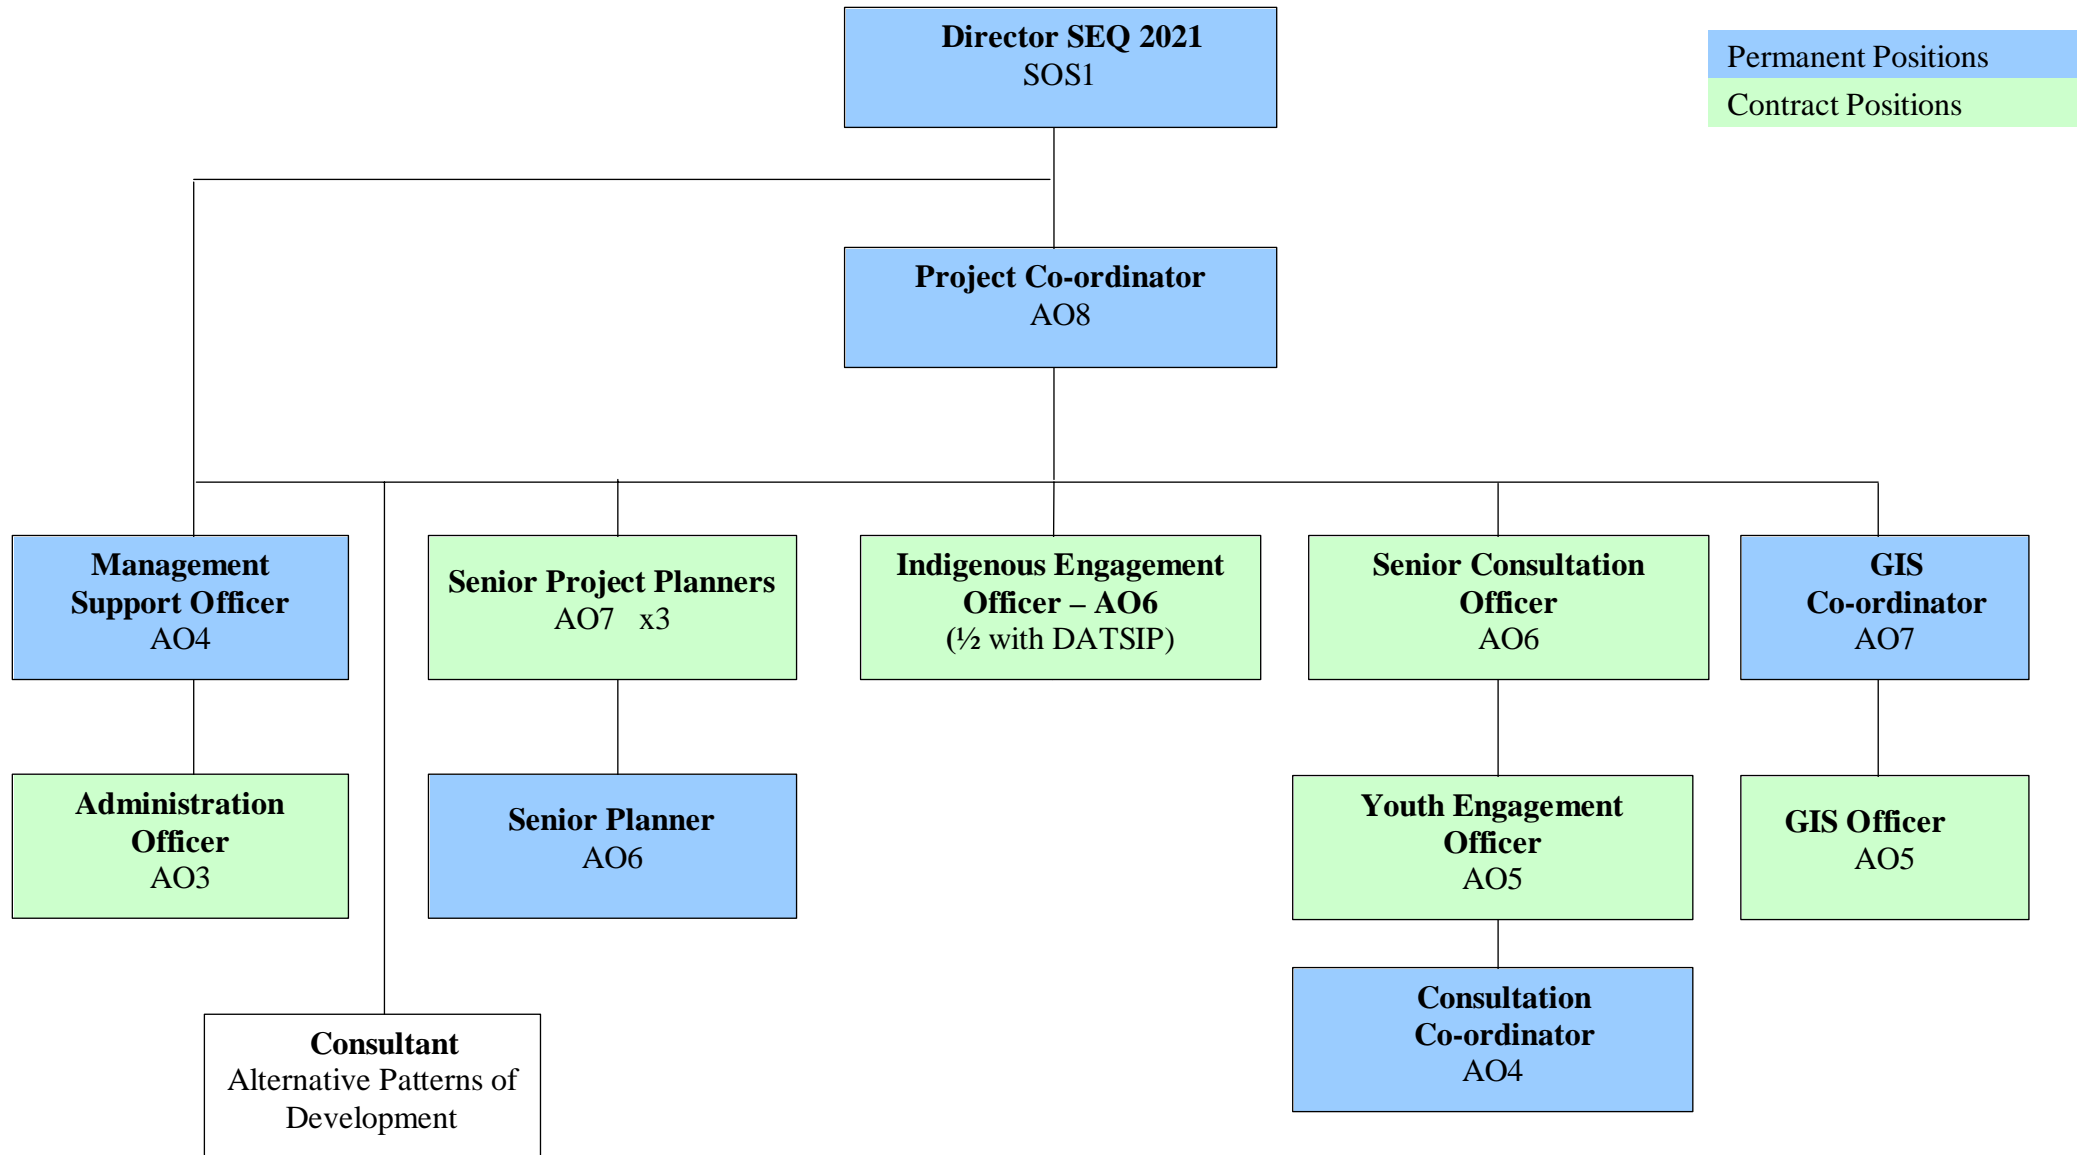 Director SEQ 2021
SOS1
Permanent Positions
Contract Positions
Project Co-ordinator
AO8
Management
Support Officer
AO4
Senior Project Planners
AO7 x3
Indigenous Engagement
Officer – AO6
(½ with DATSIP)
Senior Consultation
Officer
AO6
GIS
Co-ordinator
AO7
Administration
Officer
AO3
Senior Planner
AO6
Youth Engagement
Officer
AO5
GIS Officer
AO5
Consultant
Alternative Patterns of
Development
Consultation
Co-ordinator
AO4